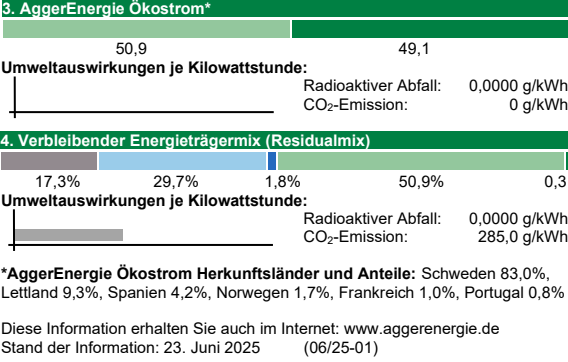 3. AggerEnergie Ökostrom*
50,9 49,1
Umweltauswirkungen je Kilowattstunde:
Radioaktiver Abfall: 0,0000 g/kWh
CO₂-Emission: 0 g/kWh
4. Verbleibender Energieträgermix (Residualmix)
17,3% 29,7% 1,8% 50,9% 0,3
Umweltauswirkungen je Kilowattstunde:
Radioaktiver Abfall: 0,0000 g/kWh
CO₂-Emission: 285,0 g/kWh
*AggerEnergie Ökostrom Herkunftsländer und Anteile: Schweden 83,0%,
Lettland 9,3%, Spanien 4,2%, Norwegen 1,7%, Frankreich 1,0%, Portugal 0,8%
Diese Information erhalten Sie auch im Internet: www.aggerenergie.de
Stand der Information: 23. Juni 2025 (06/25-01)